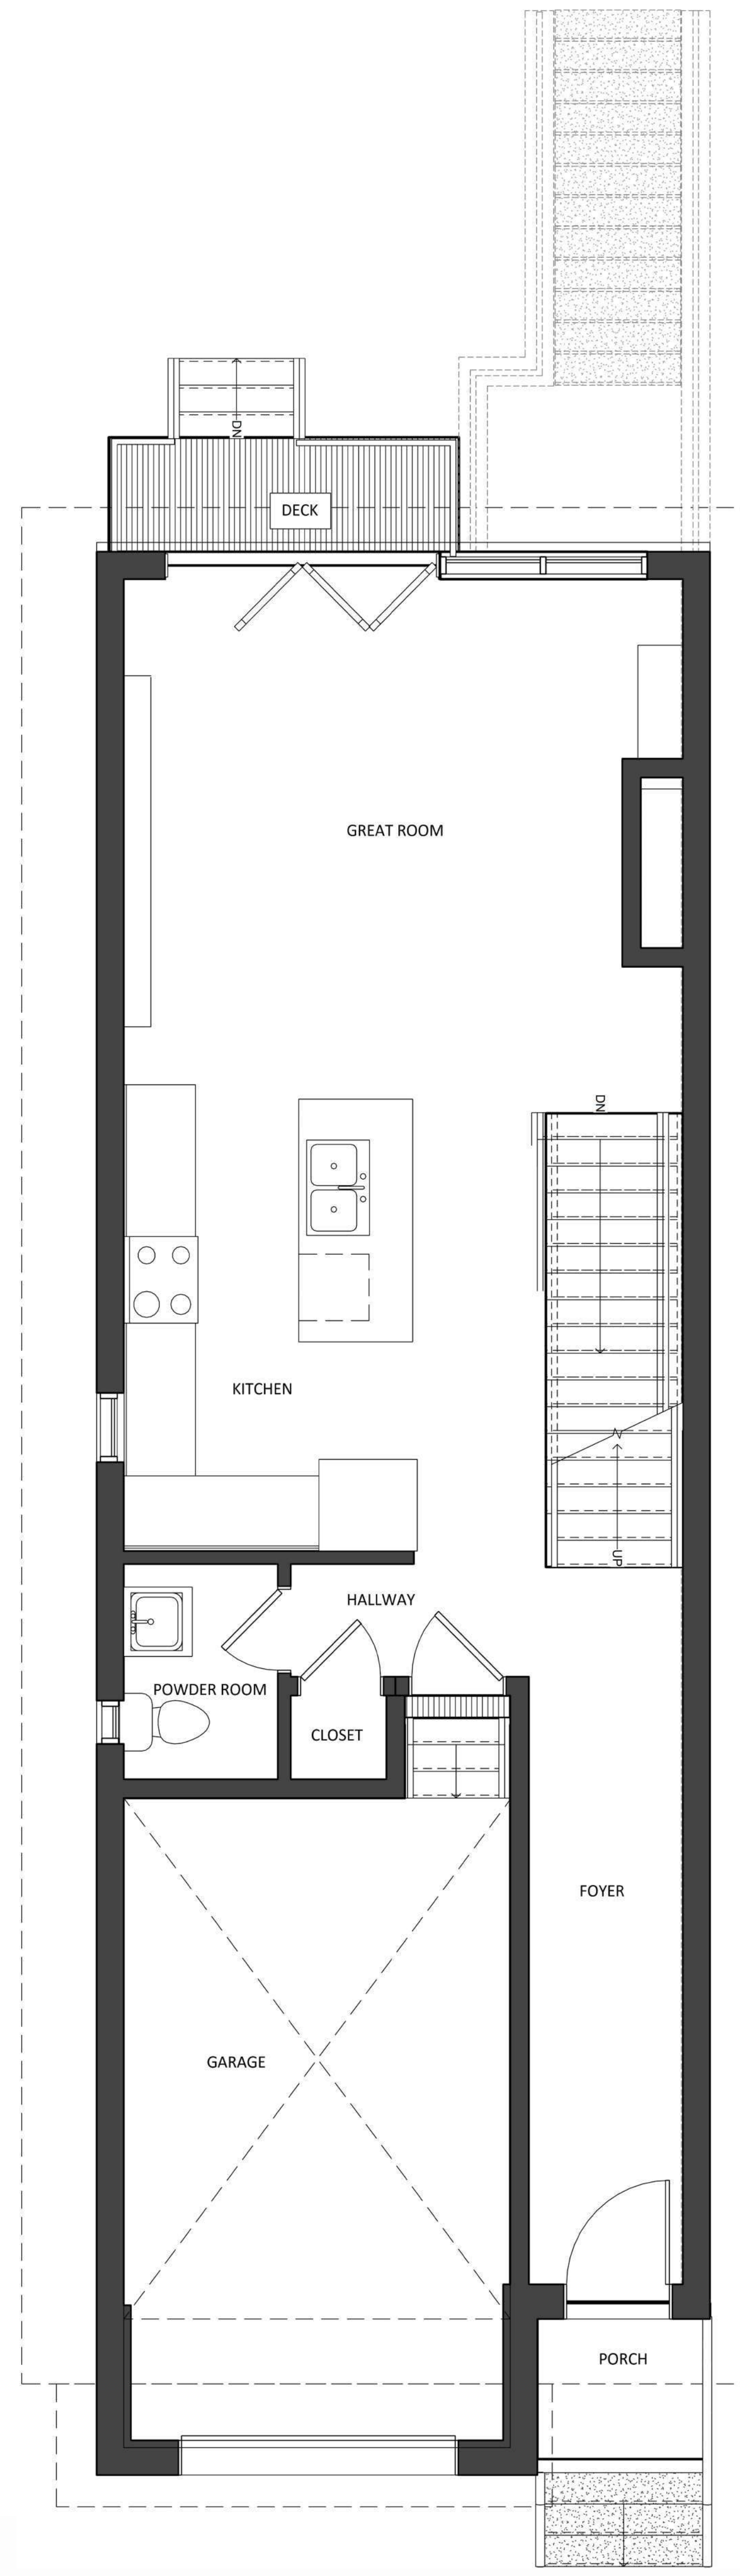 DN
DECK
GREAT ROOM
DN
KITCHEN
UP
HALLWAY
POWDER ROOM
CLOSET
FOYER
GARAGE
PORCH